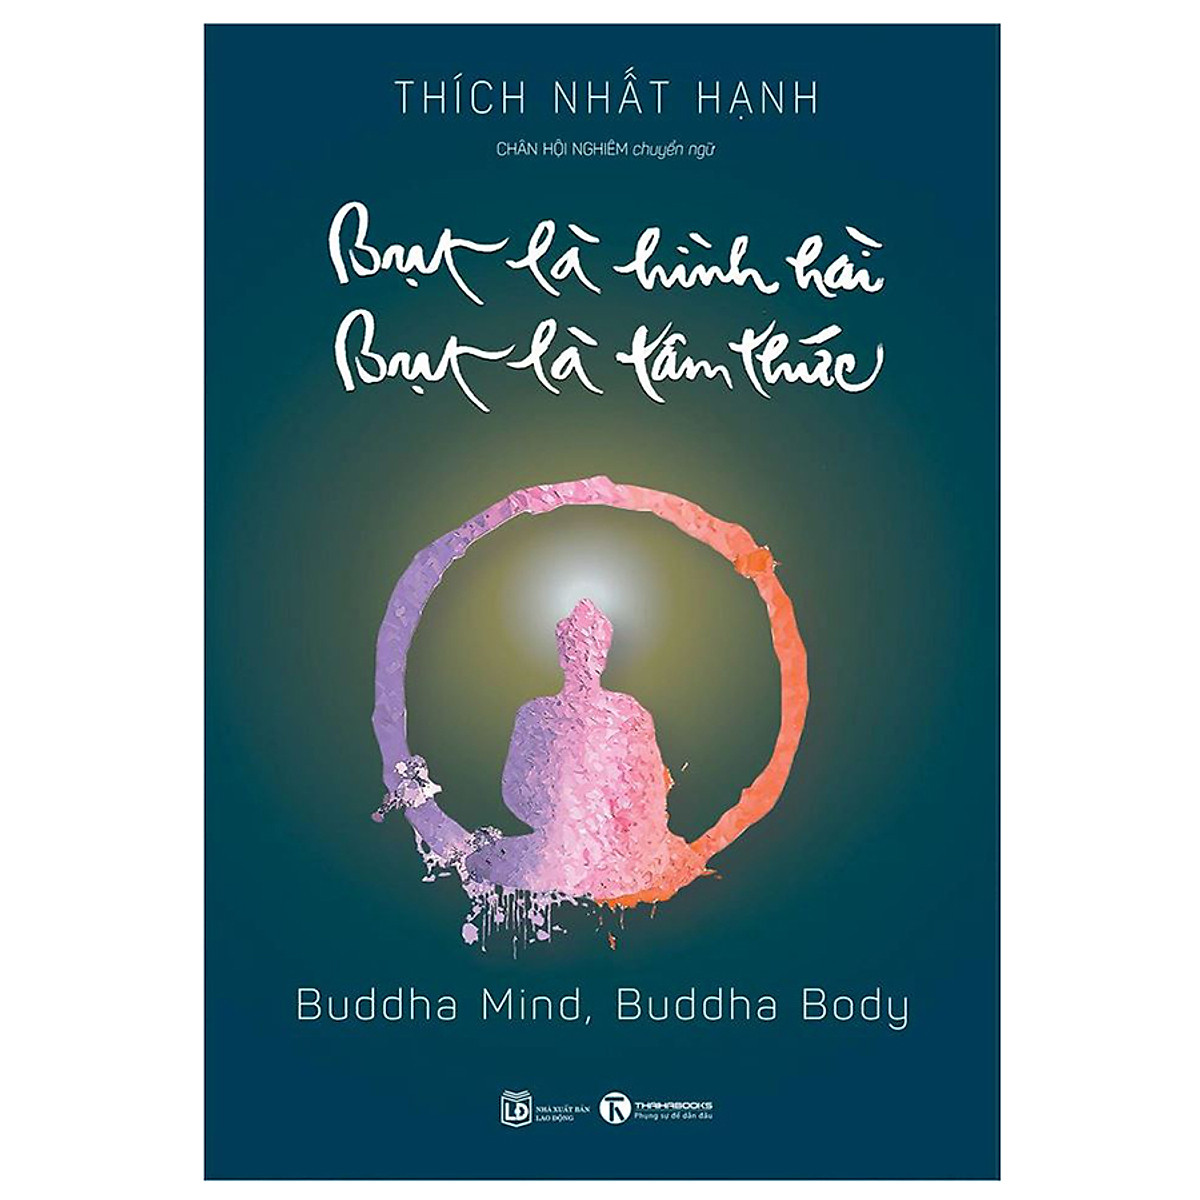 THÍCH NHẤT HẠNH
CHÂN HỘI NGHIÊM chuyển ngữ
Bụt là hình hài
Bụt là tâm thức
Buddha Mind, Buddha Body
LĐ
NHÀ XUẤT BẢN
LAO ĐỘNG
THAIHABOOKS
Phụng sự để dẫn đầu